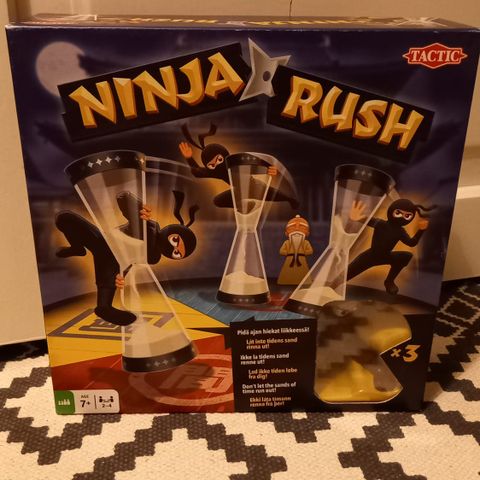 NINJA RUSH
TACTIC
Pidä ajan hiekat liikkeessä!
Låt inte tidens sand
rinna ut!
Ikke la tidens sand
renne ut!
Lad ikke tiden løbe
fra dig!
Don't let the sands of
time run out!
Ekki láta tímann
renna frá þér!
×3
AGE
7+
2-4